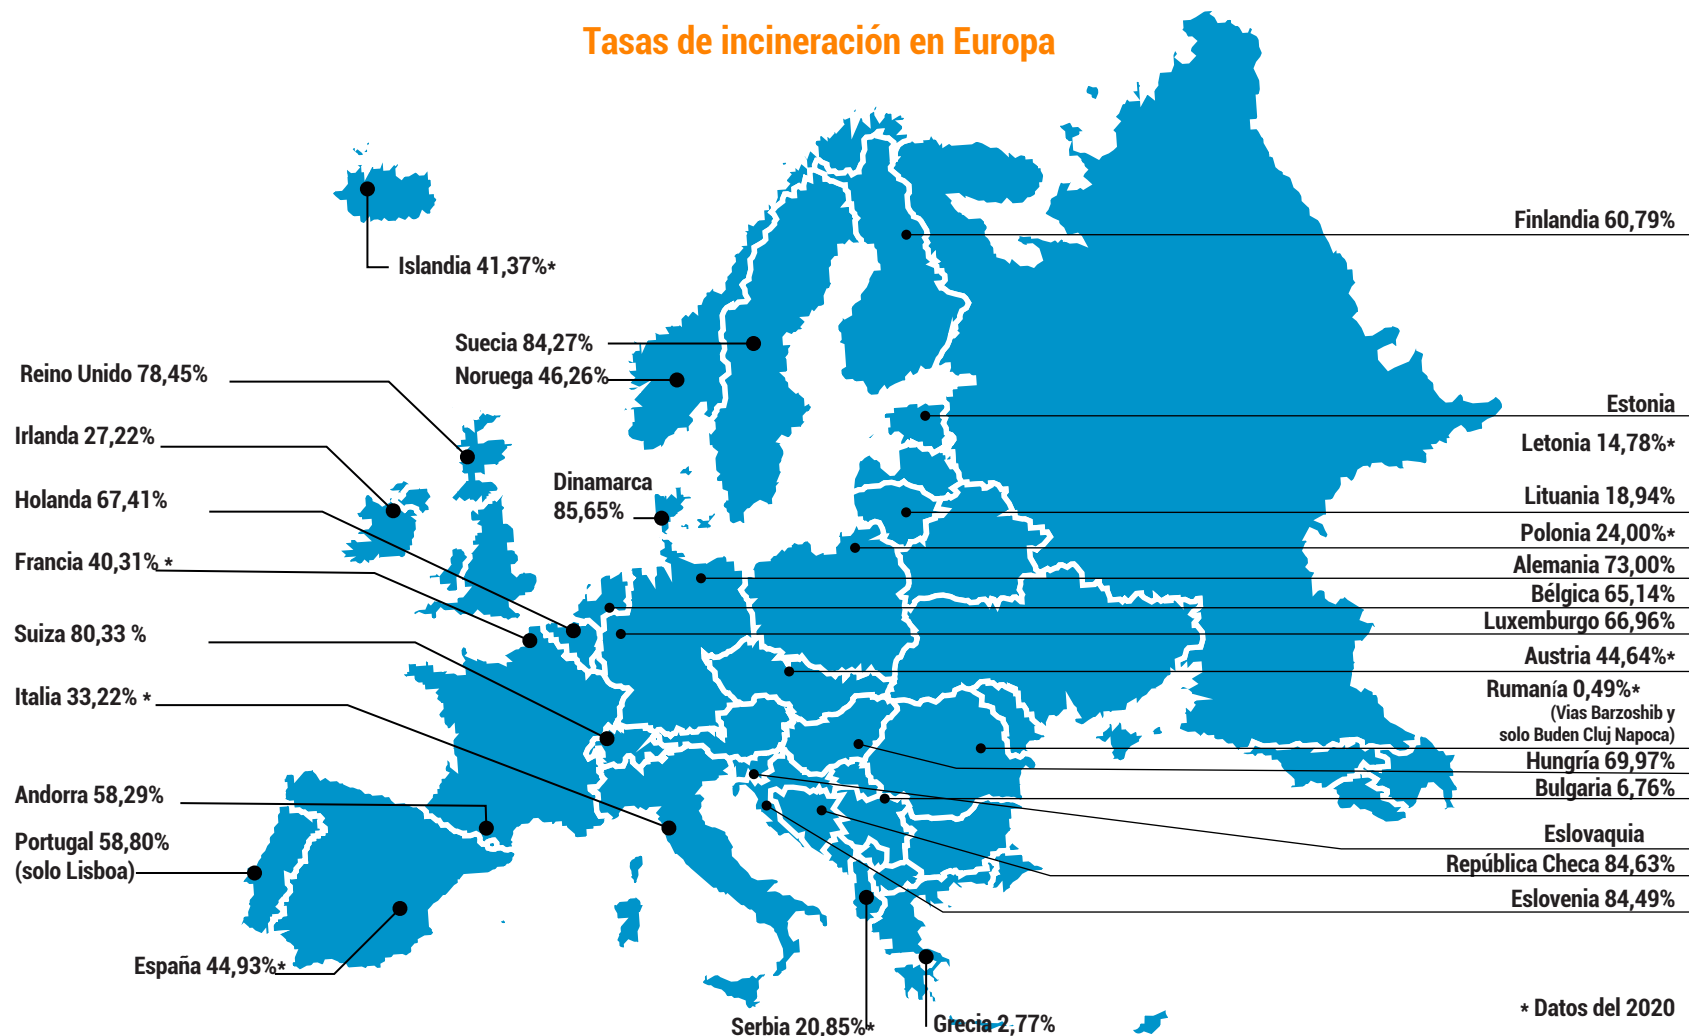 Tasas de incineración en Europa
Islandia 41,37%*
Suecia 84,27%
Noruega 46,26%
Reino Unido 78,45%
Irlanda 27,22%
Holanda 67,41%
Francia 40,31% *
Suiza 80,33 %
Italia 33,22% *
Andorra 58,29%
Portugal 58,80%
(solo Lisboa)
España 44,93%*
Dinamarca
85,65%
Finlandia 60,79%
Estonia
Letonia 14,78%*
Lituania 18,94%
Polonia 24,00%*
Alemania 73,00%
Bélgica 65,14%
Luxemburgo 66,96%
Austria 44,64%*
Rumanía 0,49%*
(Vias Barzoshib y
solo Buden Cluj Napoca)
Hungría 69,97%
Bulgaria 6,76%
Eslovaquia
República Checa 84,63%
Eslovenia 84,49%
Serbia 20,85%*
Grecia 2,77%
* Datos del 2020